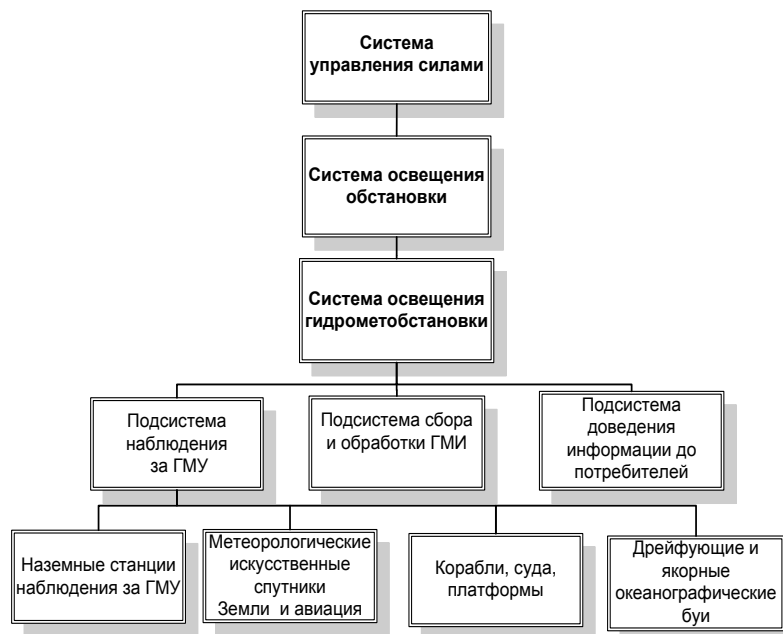 Система
управления силами
Система освещения
обстановки
Система освещения
гидрометобстановки
Подсистема
наблюдения
за ГМУ
Подсистема сбора
и обработки ГМИ
Подсистема
доведения
информации до
потребителей
Наземные станции
наблюдения за ГМУ
Метеорологические
искусственные
спутники
Земли и авиация
Корабли, суда,
платформы
Дрейфующие и
якорные
океанографические
буи